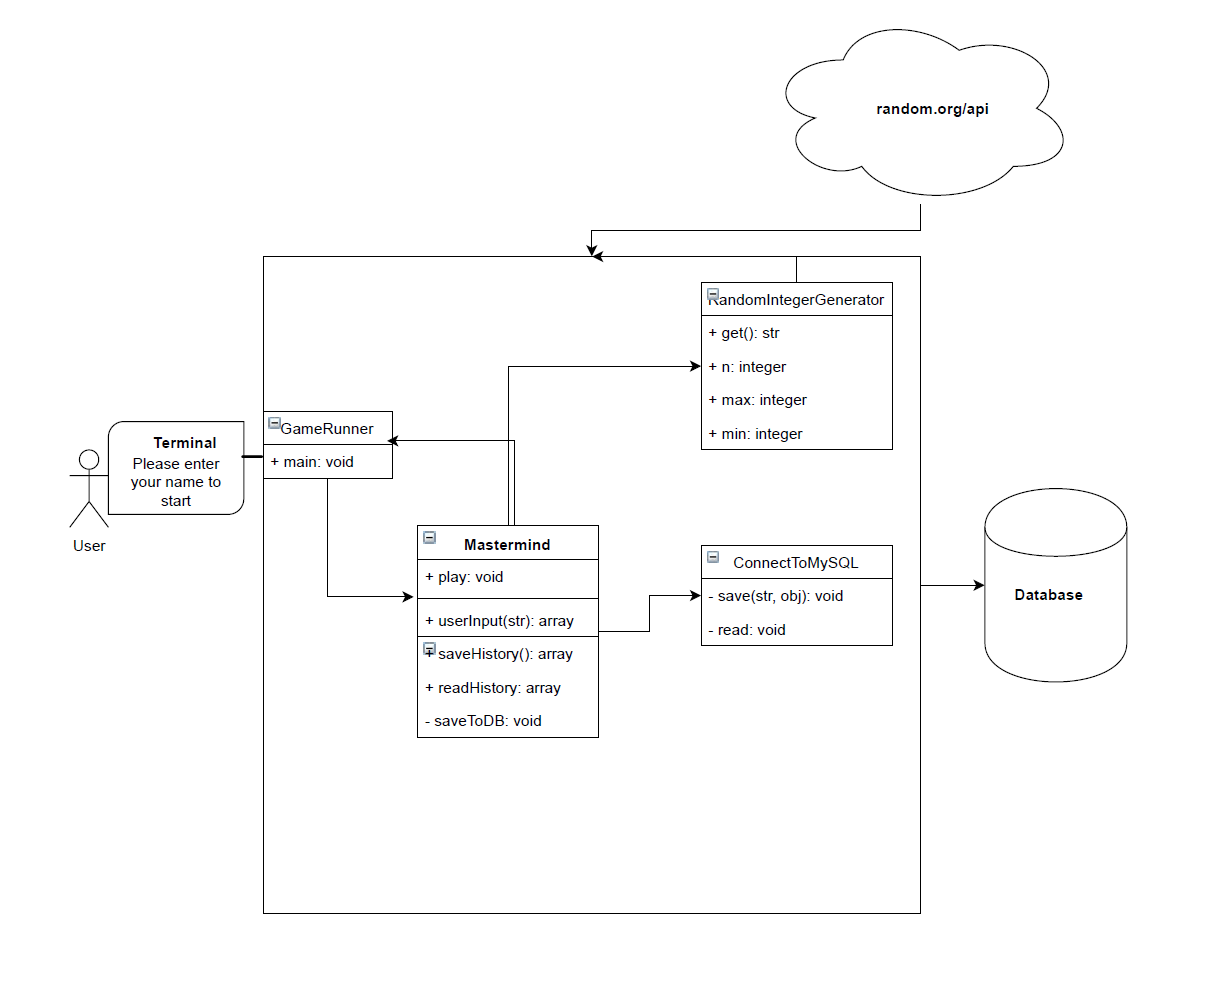 random.org/api
RandomIntegerGenerator
+ get(): str
+ n: integer
+ max: integer
+ min: integer
GameRunner
+ main: void
Terminal
Please enter
your name to
start
User
Mastermind
+ play: void
+ userInput(str): array
+ saveHistory(): array
+ readHistory: array
- saveToDB: void
ConnectToMySQL
- save(str, obj): void
- read: void
Database